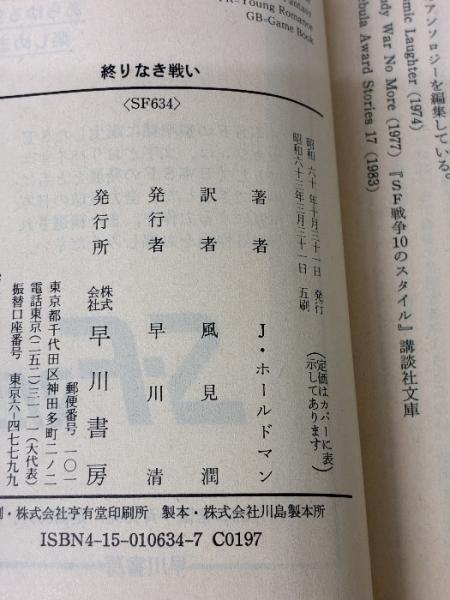 アンソロジーを編集している。
mic Laughter (1974)
dy War No More (1977) 『SF戦争10のスタイル』講談社文庫
ebula Award Stories 17 (1983)
Fantasy
YR=Young Romance
GB=Game Book
終りなき戦い
〈SF634〉
昭和六十年十月三十一日 発行
昭和六十三年三月三十一日 五刷
(定価はカバーに表示してあります)
著者 J・ホールドマン
訳者 風見潤
発行者 早川清
発行所 株式会社 早川書房
郵便番号 一〇一
東京都千代田区神田多町二ノ二
電話東京(二五二)三一一一(大代表)
振替口座番号 東京六-四七七九九
刷・株式会社亨有堂印刷所 製本・株式会社川島製本所
ISBN4-15-010634-7 C0197